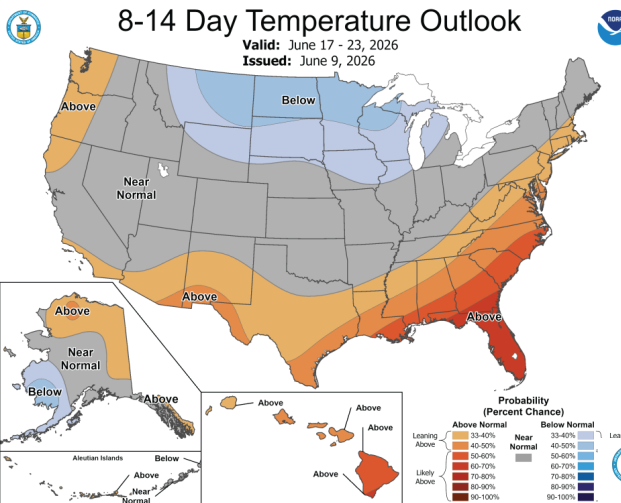 8-14 Day Temperature Outlook
Valid: June 17 - 23, 2026
Issued: June 9, 2026
NOAA
Above
Below
Near
Normal
Above
Above
Above
Near
Normal
Below
Above
Aleutian Islands
Below
Above
Near
Normal
Above
Above
Above
Above
Probability
(Percent Chance)
Above Normal
Near
Normal
Below Normal
Leaning
Above
33-40%
40-50%
50-60%
Likely
Above
60-70%
70-80%
80-90%
90-100%
33-40%
40-50%
50-60%
60-70%
70-80%
80-90%
90-100%
Lea